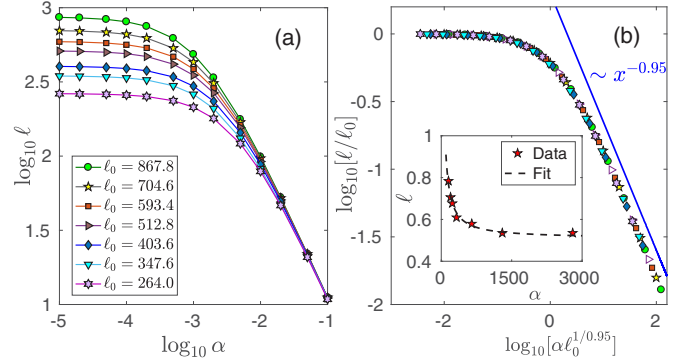 (a)
log₁₀ ℓ
3
2.5
2
1.5
1
ℓ₀ = 867.8
ℓ₀ = 704.6
ℓ₀ = 593.4
ℓ₀ = 512.8
ℓ₀ = 403.6
ℓ₀ = 347.6
ℓ₀ = 264.0
-5 -4 -3 -2 -1
log₁₀ α
(b)
log₁₀[ℓ/ℓ₀]
0
-0.5
-1
-1.5
-2
∼ x^−0.95
ℓ
1
0.8
0.6
0.4
Data
Fit
0 1500 3000
α
-2 0 2
log₁₀[αℓ₀^1/0.95]